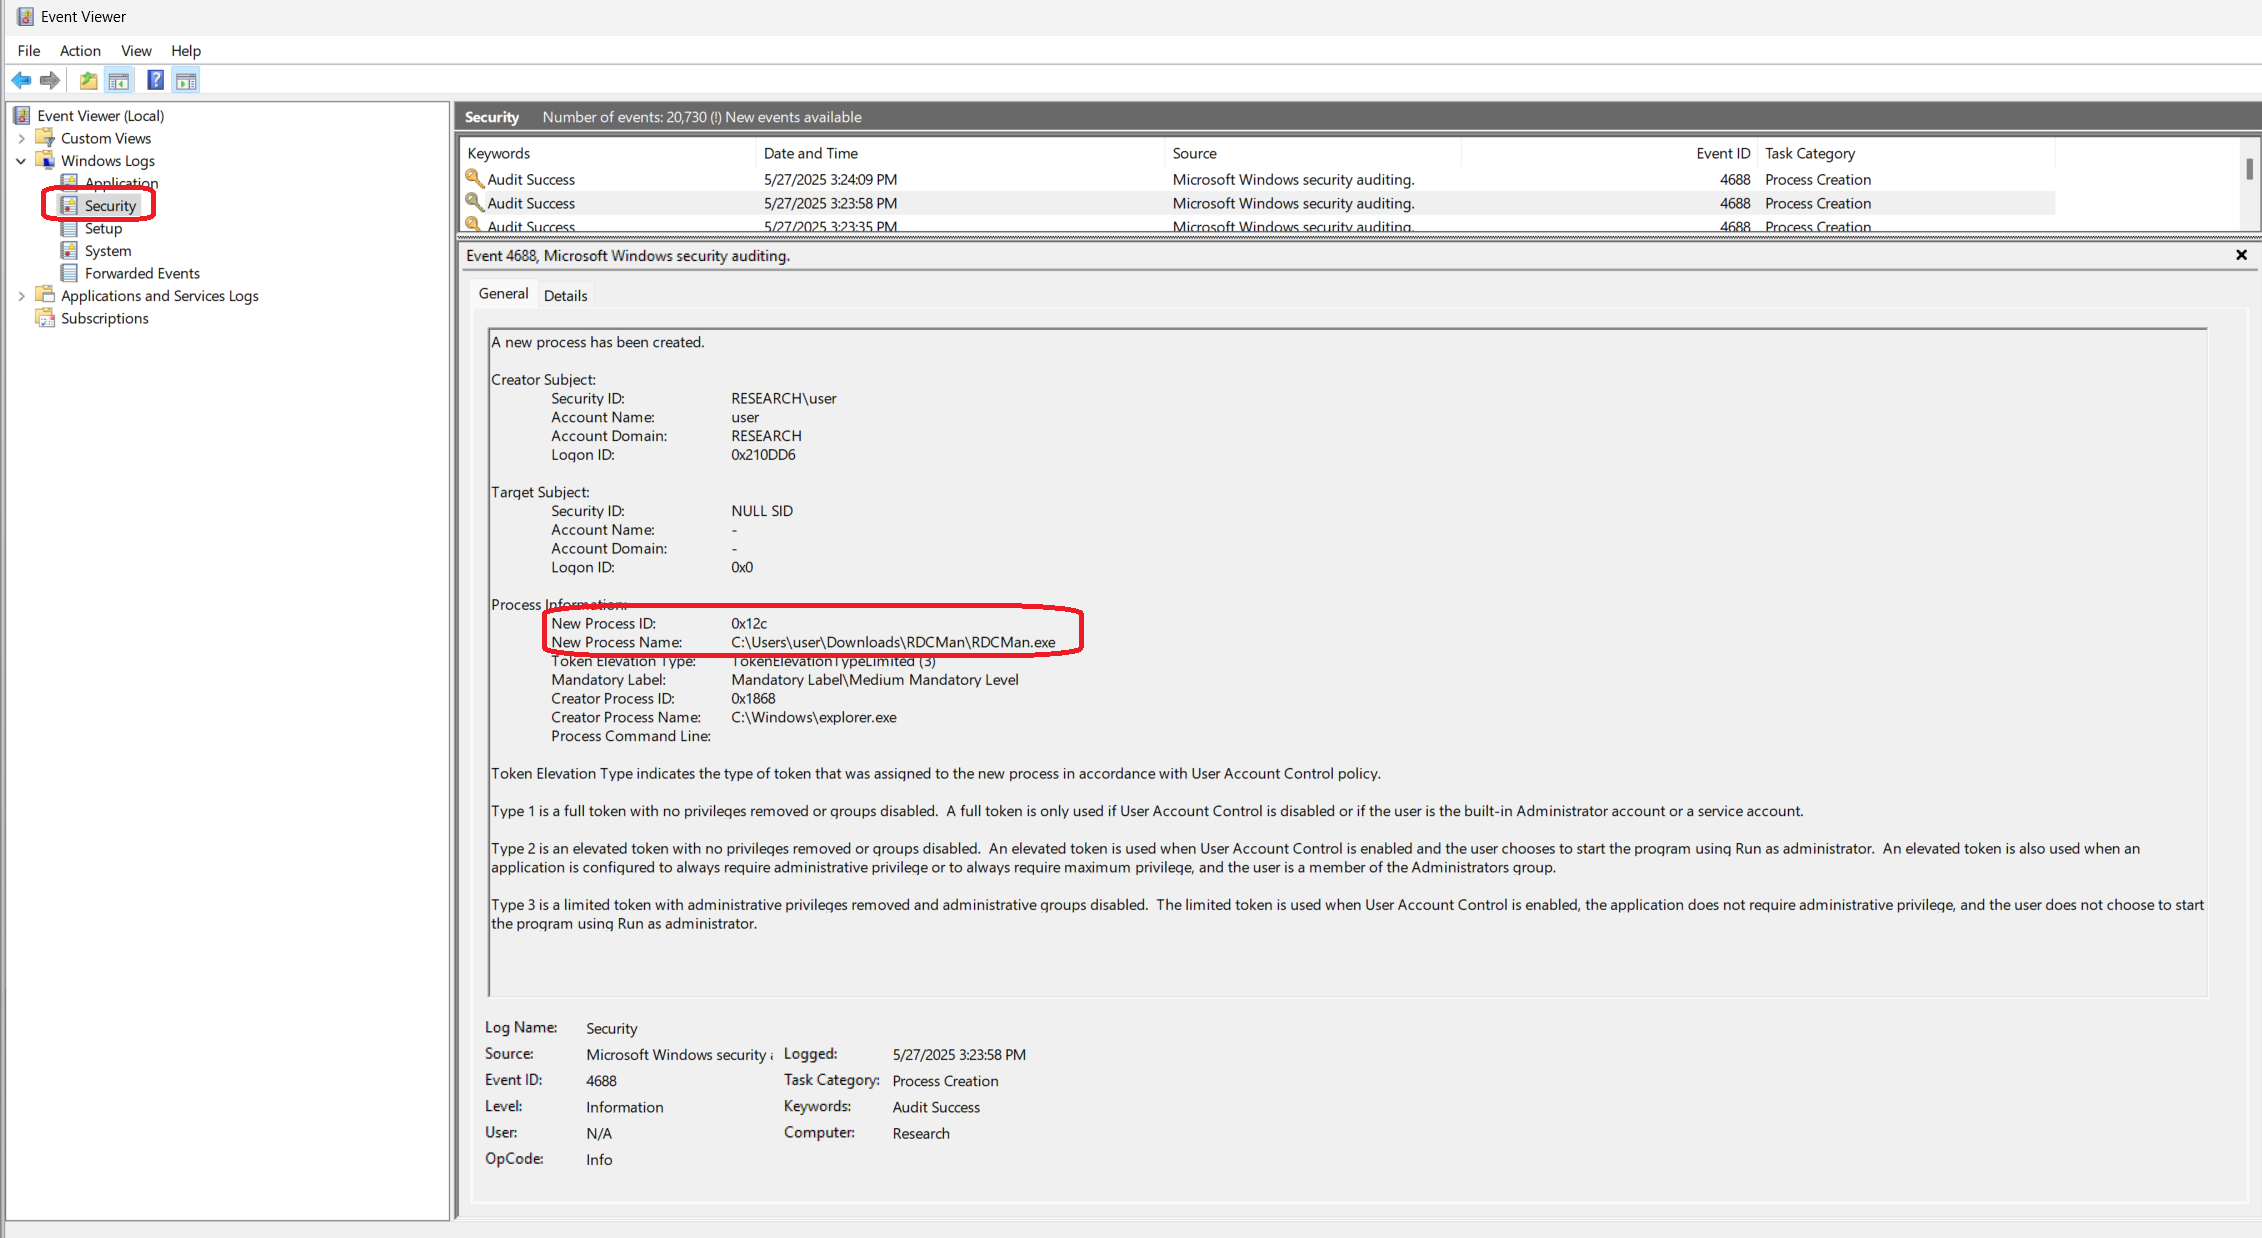 Event Viewer
File Action View Help
Event Viewer (Local)
Custom Views
Windows Logs
Application
Security
Setup
System
Forwarded Events
Applications and Services Logs
Subscriptions
Security Number of events: 20,730 (!) New events available
Keywords Date and Time Source Event ID Task Category
Audit Success 5/27/2025 3:24:09 PM Microsoft Windows security auditing. 4688 Process Creation
Audit Success 5/27/2025 3:23:58 PM Microsoft Windows security auditing. 4688 Process Creation
Audit Success 5/27/2025 3:23:35 PM Microsoft Windows security auditing. 4688 Process Creation
Event 4688, Microsoft Windows security auditing.
General Details
A new process has been created.
Creator Subject:
Security ID: RESEARCH\user
Account Name: user
Account Domain: RESEARCH
Logon ID: 0x210DD6
Target Subject:
Security ID: NULL SID
Account Name: -
Account Domain: -
Logon ID: 0x0
Process Information:
New Process ID: 0x12c
New Process Name: C:\Users\user\Downloads\RDCMan\RDCMan.exe
Token Elevation Type: TokenElevationTypeLimited (3)
Mandatory Label: Mandatory Label\Medium Mandatory Level
Creator Process ID: 0x1868
Creator Process Name: C:\Windows\explorer.exe
Process Command Line:
Token Elevation Type indicates the type of token that was assigned to the new process in accordance with User Account Control policy.
Type 1 is a full token with no privileges removed or groups disabled. A full token is only used if User Account Control is disabled or if the user is the built-in Administrator account or a service account.
Type 2 is an elevated token with no privileges removed or groups disabled. An elevated token is used when User Account Control is enabled and the user chooses to start the program using Run as administrator. An elevated token is also used when an
application is configured to always require administrative privilege or to always require maximum privilege, and the user is a member of the Administrators group.
Type 3 is a limited token with administrative privileges removed and administrative groups disabled. The limited token is used when User Account Control is enabled, the application does not require administrative privilege, and the user does not choose to start
the program using Run as administrator.
Log Name: Security
Source: Microsoft Windows security Logged: 5/27/2025 3:23:58 PM
Event ID: 4688 Task Category: Process Creation
Level: Information Keywords: Audit Success
User: N/A Computer: Research
OpCode: Info